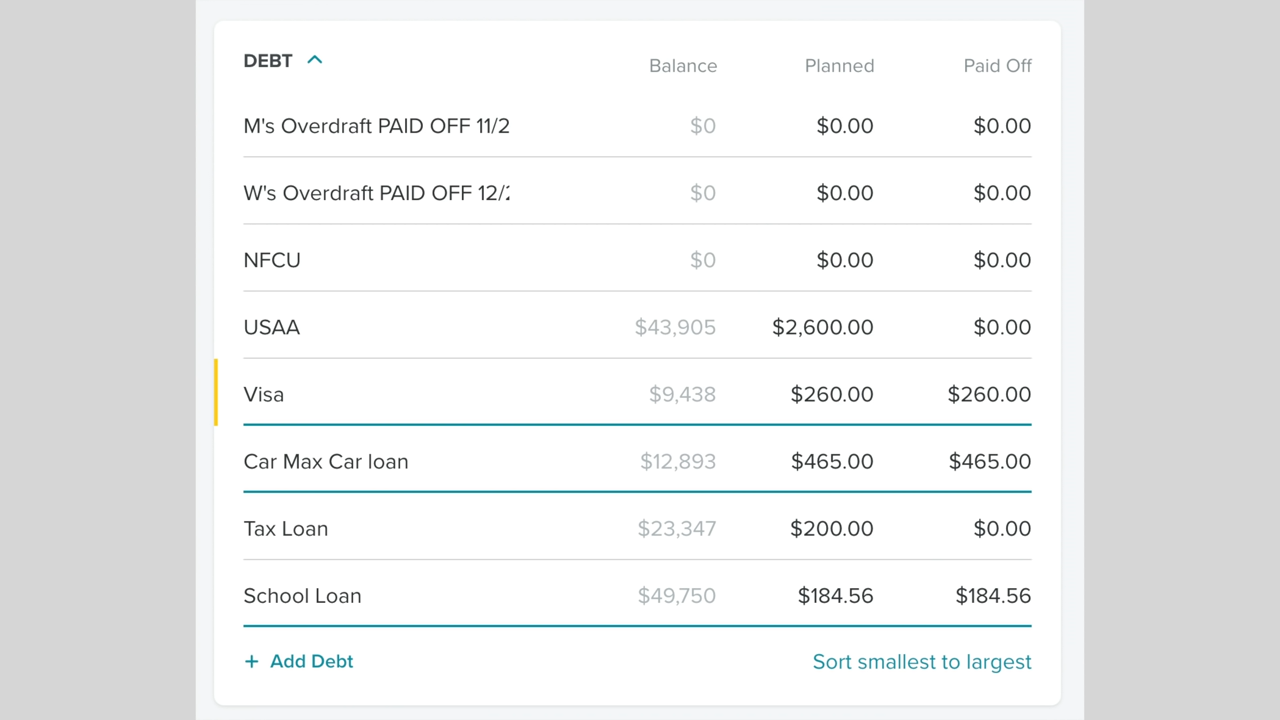 DEBT Balance Planned Paid Off
M's Overdraft PAID OFF 11/2 $0 $0.00 $0.00
W's Overdraft PAID OFF 12/ $0 $0.00 $0.00
NFCU $0 $0.00 $0.00
USAA $43,905 $2,600.00 $0.00
Visa $9,438 $260.00 $260.00
Car Max Car loan $12,893 $465.00 $465.00
Tax Loan $23,347 $200.00 $0.00
School Loan $49,750 $184.56 $184.56
+ Add Debt Sort smallest to largest